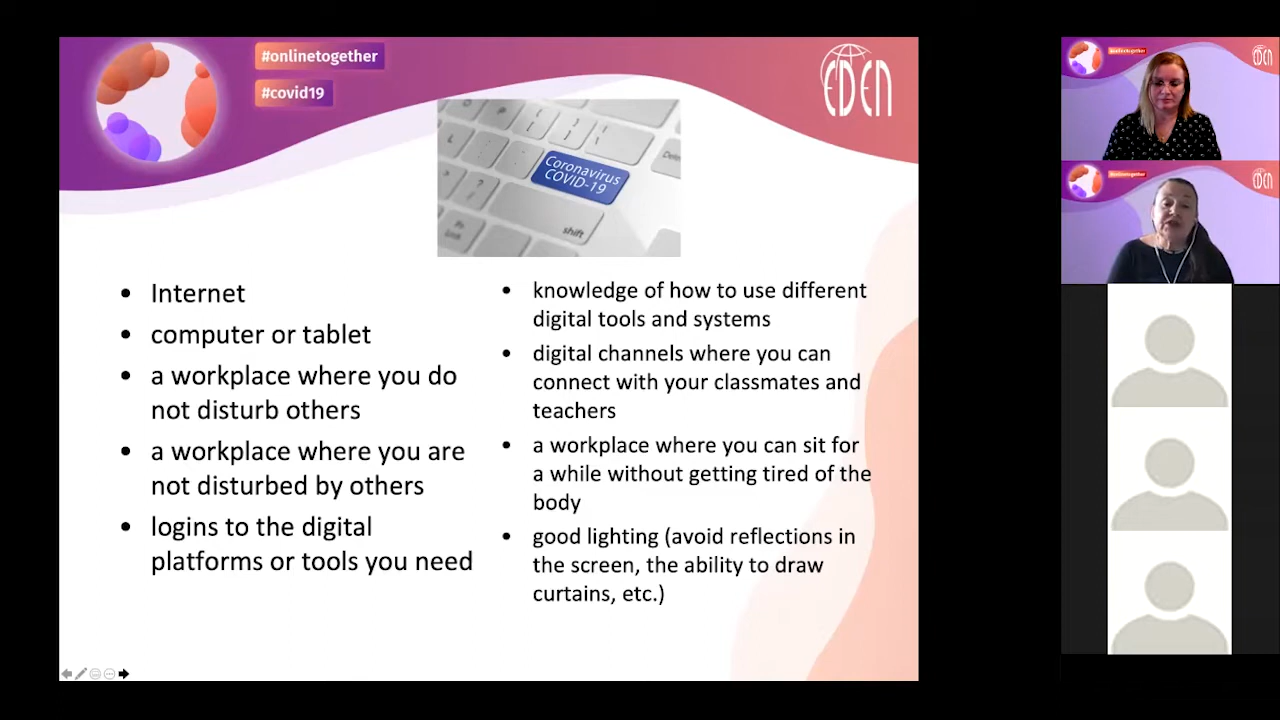 #onlinetogether
#covid19
EDEN
Coronavirus
COVID-19
shift
• Internet
• computer or tablet
• a workplace where you do
not disturb others
• a workplace where you are
not disturbed by others
• logins to the digital
platforms or tools you need
• knowledge of how to use different
digital tools and systems
• digital channels where you can
connect with your classmates and
teachers
• a workplace where you can sit for
a while without getting tired of the
body
• good lighting (avoid reflections in
the screen, the ability to draw
curtains, etc.)
EDEN
EDEN